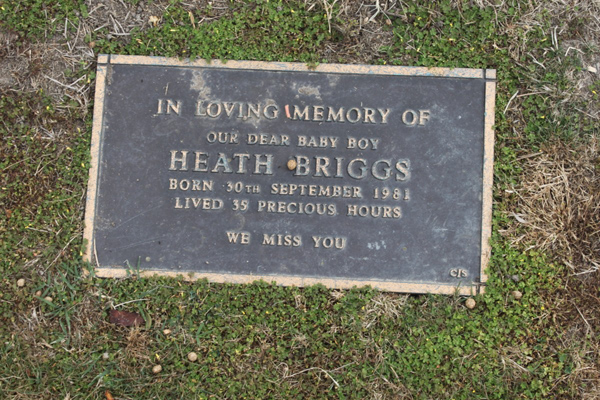 IN LOVING MEMORY OF
OUR DEAR BABY BOY
HEATH BRIGGS
BORN 30TH SEPTEMBER 1981
LIVED 35 PRECIOUS HOURS
WE MISS YOU